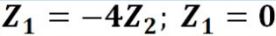 Z₁ = −4Z₂; Z₁ = 0